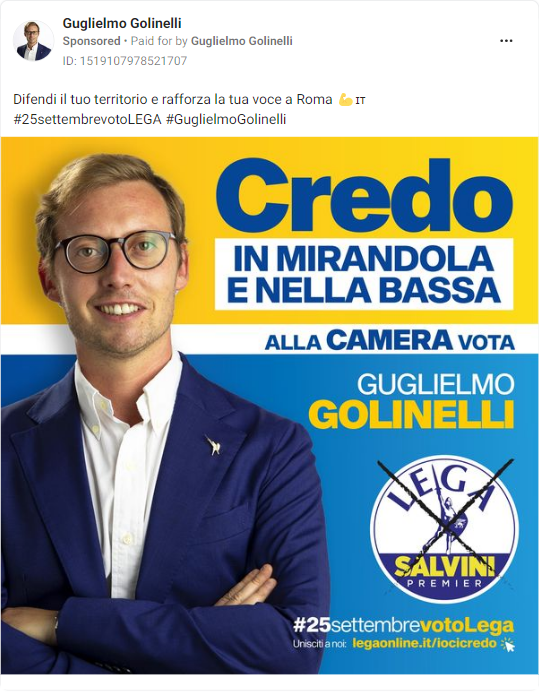 Guglielmo Golinelli
Sponsored • Paid for by Guglielmo Golinelli
ID: 1519107978521707
Difendi il tuo territorio e rafforza la tua voce a Roma 💪 IT
#25settembrevotoLEGA #GuglielmoGolinelli
Credo
IN MIRANDOLA
E NELLA BASSA
ALLA CAMERA VOTA
GUGLIELMO
GOLINELLI
LEGA
SALVINI
PREMIER
#25settembrevotoLega
Unisciti a noi: legaonline.it/iocicredo